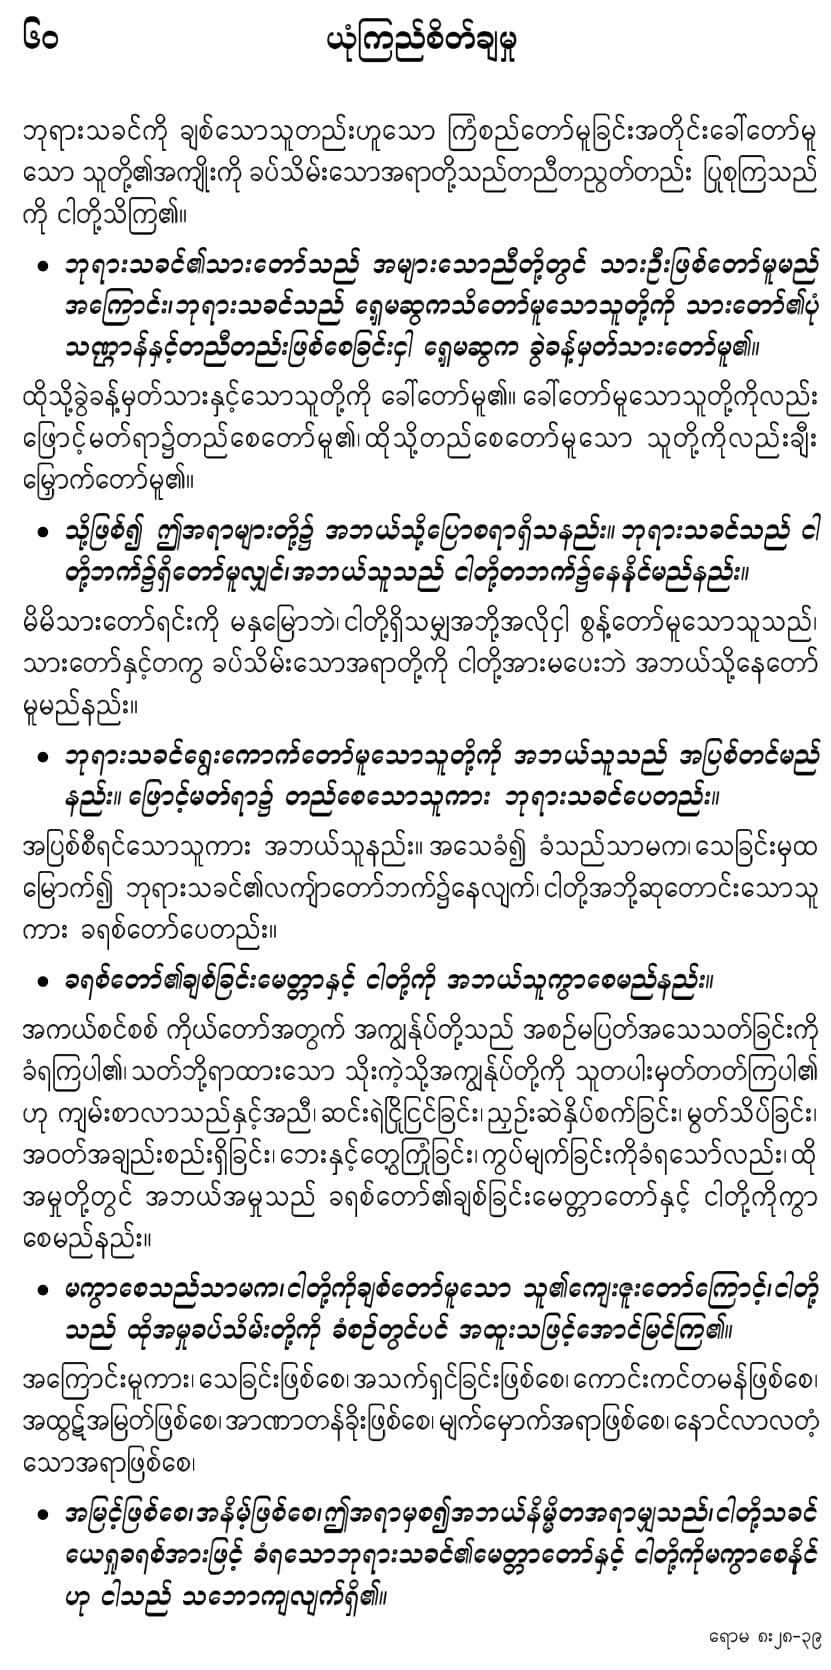 ၆၀ ယုံကြည်စိတ်ချမှု
ဘုရားသခင်ကို ချစ်သောသူတည်းဟူသော ကြံစည်တော်မူခြင်းအတိုင်းခေါ်တော်မူ
သော သူတို့၏အကျိုးကို ခပ်သိမ်းသောအရာတို့သည်တညီတညွတ်တည်း ပြုစုကြသည်
ကို ငါတို့သိကြ၏။
• ဘုရားသခင်၏သားတော်သည် အများသောညီတို့တွင် သားဦးဖြစ်တော်မူမည်
အကြောင်း၊ဘုရားသခင်သည် ရှေ့မဆွကသိတော်မူသောသူတို့ကို သားတော်၏ပုံ
သဏ္ဌာန်နှင့်တညီတည်းဖြစ်စေခြင်းငှါ ရှေ့မဆွက ခွဲခန့်မှတ်သားတော်မူ၏။
ထိုသို့ခွဲခန့်မှတ်သားနှင့်သောသူတို့ကို ခေါ်တော်မူ၏။ ခေါ်တော်မူသောသူတို့ကိုလည်း
ဖြောင့်မတ်ရာ၌တည်စေတော်မူ၏၊ထိုသို့တည်စေတော်မူသော သူတို့ကိုလည်းချီး
မြှောက်တော်မူ၏။
• သို့ဖြစ်၍ ဤအရာများတို့၌ အဘယ်သို့ပြောစရာရှိသနည်း။ ဘုရားသခင်သည် ငါ
တို့ဘက်၌ရှိတော်မူလျှင်၊အဘယ်သူသည် ငါတို့တဘက်၌နေနိုင်မည်နည်း။
မိမိသားတော်ရင်းကို မနှမြောဘဲ၊ငါတို့ရှိသမျှအဘို့အလိုငှါ စွန့်တော်မူသောသူသည်၊
သားတော်နှင့်တကွ ခပ်သိမ်းသောအရာတို့ကို ငါတို့အားမပေးဘဲ အဘယ်သို့နေတော်
မူမည်နည်း။
• ဘုရားသခင်ရွေးကောက်တော်မူသောသူတို့ကို အဘယ်သူသည် အပြစ်တင်မည်
နည်း။ ဖြောင့်မတ်ရာ၌ တည်စေသောသူကား ဘုရားသခင်ပေတည်း။
အပြစ်စီရင်သောသူကား အဘယ်သူနည်း။ အသေခံ၍ ခံသည်သာမက၊သေခြင်းမှထ
မြောက်၍ ဘုရားသခင်၏လက်ျာတော်ဘက်၌နေလျက်၊ငါတို့အဘို့ဆုတောင်းသောသူ
ကား ခရစ်တော်ပေတည်း။
• ခရစ်တော်၏ချစ်ခြင်းမေတ္တာနှင့် ငါတို့ကို အဘယ်သူကွာစေမည်နည်း။
အကယ်စင်စစ် ကိုယ်တော်အတွက် အကျွန်ုပ်တို့သည် အစဉ်မပြတ်အသေသတ်ခြင်းကို
ခံရကြပါ၏၊သတ်ဘို့ရာထားသော သိုးကဲ့သို့အကျွန်ုပ်တို့ကို သူတပါးမှတ်တတ်ကြပါ၏
ဟု ကျမ်းစာလာသည်နှင့်အညီ၊ဆင်းရဲငြိုငြင်ခြင်း၊ညှဉ်းဆဲနှိပ်စက်ခြင်း၊မွတ်သိပ်ခြင်း၊
အဝတ်အချည်းစည်းရှိခြင်း၊ဘေးနှင့်တွေ့ကြုံခြင်း၊ကွပ်မျက်ခြင်းကိုခံရသော်လည်း၊ထို
အမှုတို့တွင် အဘယ်အမှုသည် ခရစ်တော်၏ချစ်ခြင်းမေတ္တာတော်နှင့် ငါတို့ကိုကွာ
စေမည်နည်း။
• မကွာစေသည်သာမက၊ငါတို့ကိုချစ်တော်မူသော သူ၏ကျေးဇူးတော်ကြောင့်၊ငါတို့
သည် ထိုအမှုခပ်သိမ်းတို့ကို ခံစဉ်တွင်ပင် အထူးသဖြင့်အောင်မြင်ကြ၏။
အကြောင်းမူကား၊သေခြင်းဖြစ်စေ၊အသက်ရှင်ခြင်းဖြစ်စေ၊ကောင်းကင်တမန်ဖြစ်စေ၊
အထွဋ်အမြတ်ဖြစ်စေ၊အာဏာတန်ခိုးဖြစ်စေ၊မျက်မှောက်အရာဖြစ်စေ၊နောင်လာလတံ့
သောအရာဖြစ်စေ၊
• အမြင့်ဖြစ်စေ၊အနိမ့်ဖြစ်စေ၊ဤအရာမှစ၍အဘယ်နိမ္မိတအရာမျှသည်၊ငါတို့သခင်
ယေရှုခရစ်အားဖြင့် ခံရသောဘုရားသခင်၏မေတ္တာတော်နှင့် ငါတို့ကိုမကွာစေနိုင်
ဟု ငါသည် သဘောကျလျက်ရှိ၏။
ရောမ ၈း၂၈-၃၉